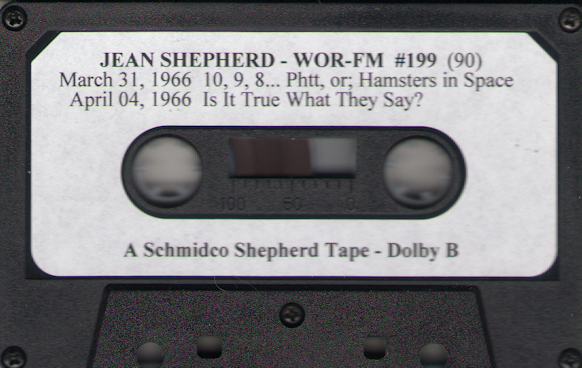 JEAN SHEPHERD - WOR-FM #199 (90)
March 31, 1966 10, 9, 8... Phtt, or; Hamsters in Space
April 04, 1966 Is It True What They Say?
100 50 0
A Schmidco Shepherd Tape - Dolby B